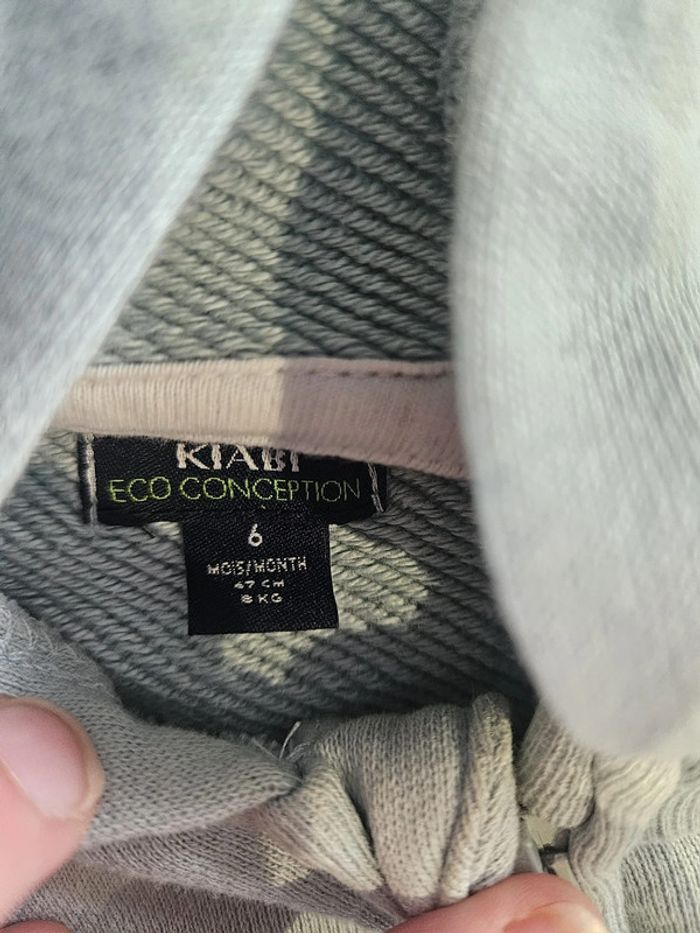 KIABI
ECO CONCEPTION
6
MOIS/MONTH
67 CM
8 KG